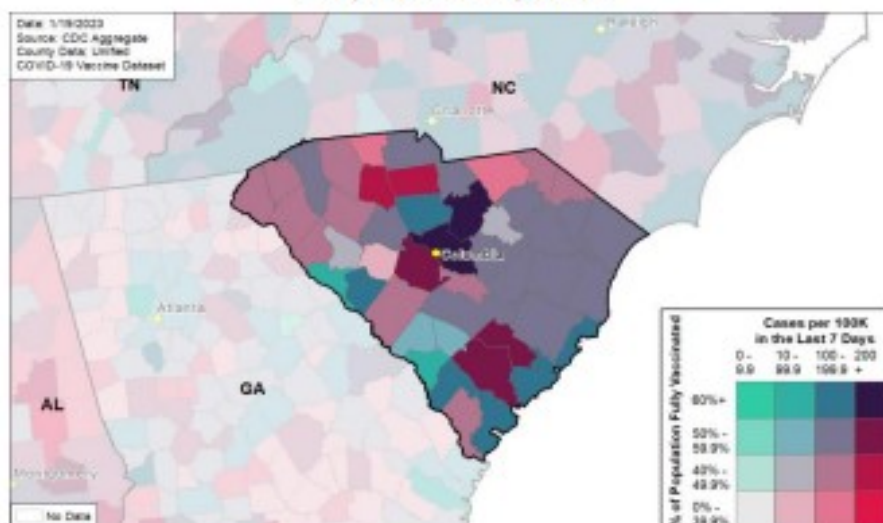 Date: 1/19/2023
Source: CDC Aggregate
County Data: Unified
COVID-19 Vaccine Dataset
Raleigh
TN
NC
Charlotte
Columbia
Atlanta
GA
AL
Montgomery
No Data
Cases per 100K
in the Last 7 Days
0 -
9.9
10 -
99.9
100 -
199.9
200
+
% of Population Fully Vaccinated
60%+
50% -
59.9%
40% -
49.9%
0% -
39.9%